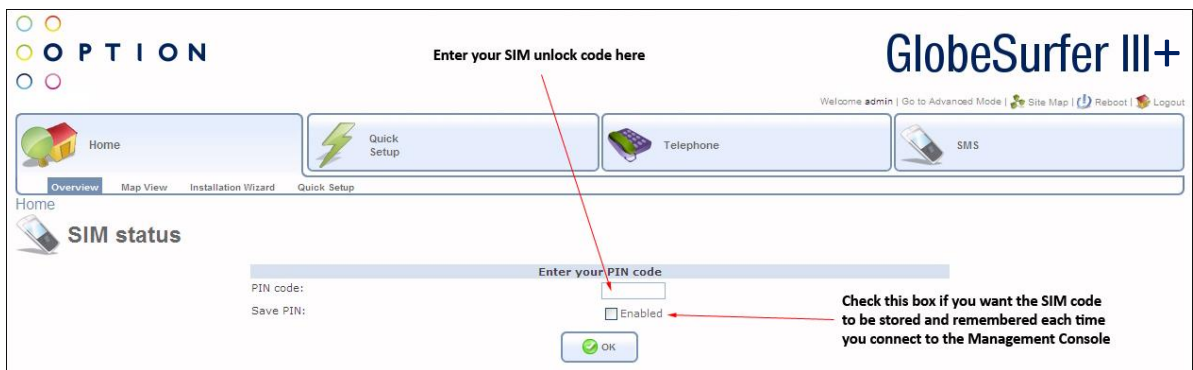 OPTION
Enter your SIM unlock code here
GlobeSurfer III+
Welcome admin | Go to Advanced Mode | Site Map | Reboot | Logout
Home
Quick
Setup
Telephone
SMS
Overview Map View Installation Wizard Quick Setup
Home
SIM status
Enter your PIN code
PIN code:
Save PIN:
Enabled
Check this box if you want the SIM code
to be stored and remembered each time
you connect to the Management Console
OK